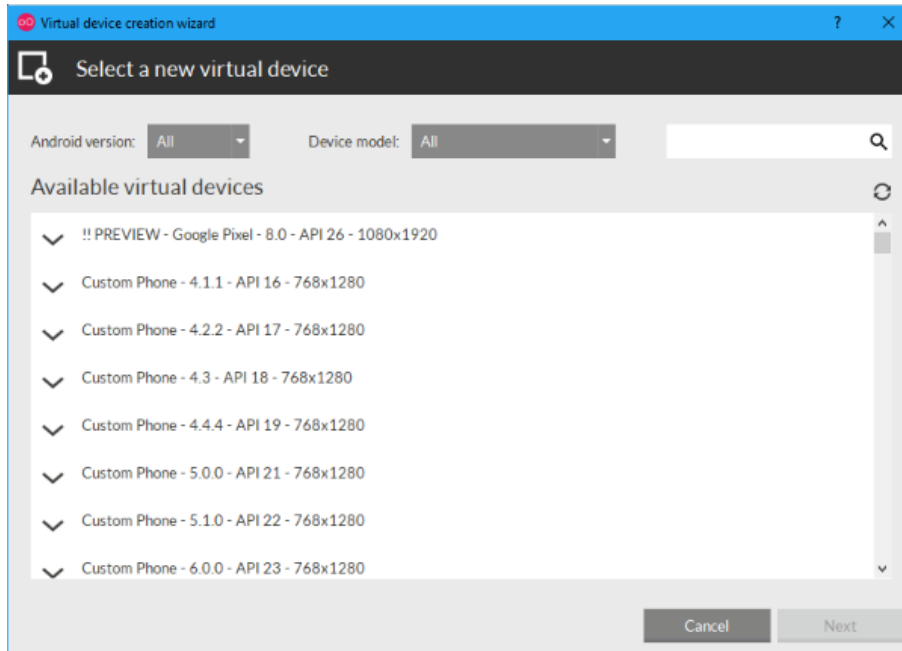 Virtual device creation wizard
Select a new virtual device
Android version: All Device model: All
Available virtual devices
!! PREVIEW - Google Pixel - 8.0 - API 26 - 1080x1920
Custom Phone - 4.1.1 - API 16 - 768x1280
Custom Phone - 4.2.2 - API 17 - 768x1280
Custom Phone - 4.3 - API 18 - 768x1280
Custom Phone - 4.4.4 - API 19 - 768x1280
Custom Phone - 5.0.0 - API 21 - 768x1280
Custom Phone - 5.1.0 - API 22 - 768x1280
Custom Phone - 6.0.0 - API 23 - 768x1280
Cancel Next